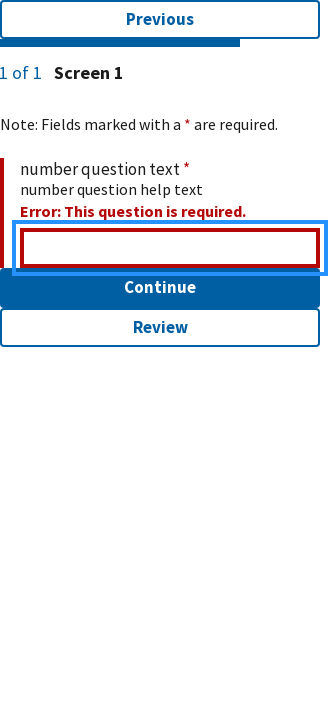 Previous
1 of 1 Screen 1
Note: Fields marked with a * are required.
number question text *
number question help text
Error: This question is required.
Continue
Review